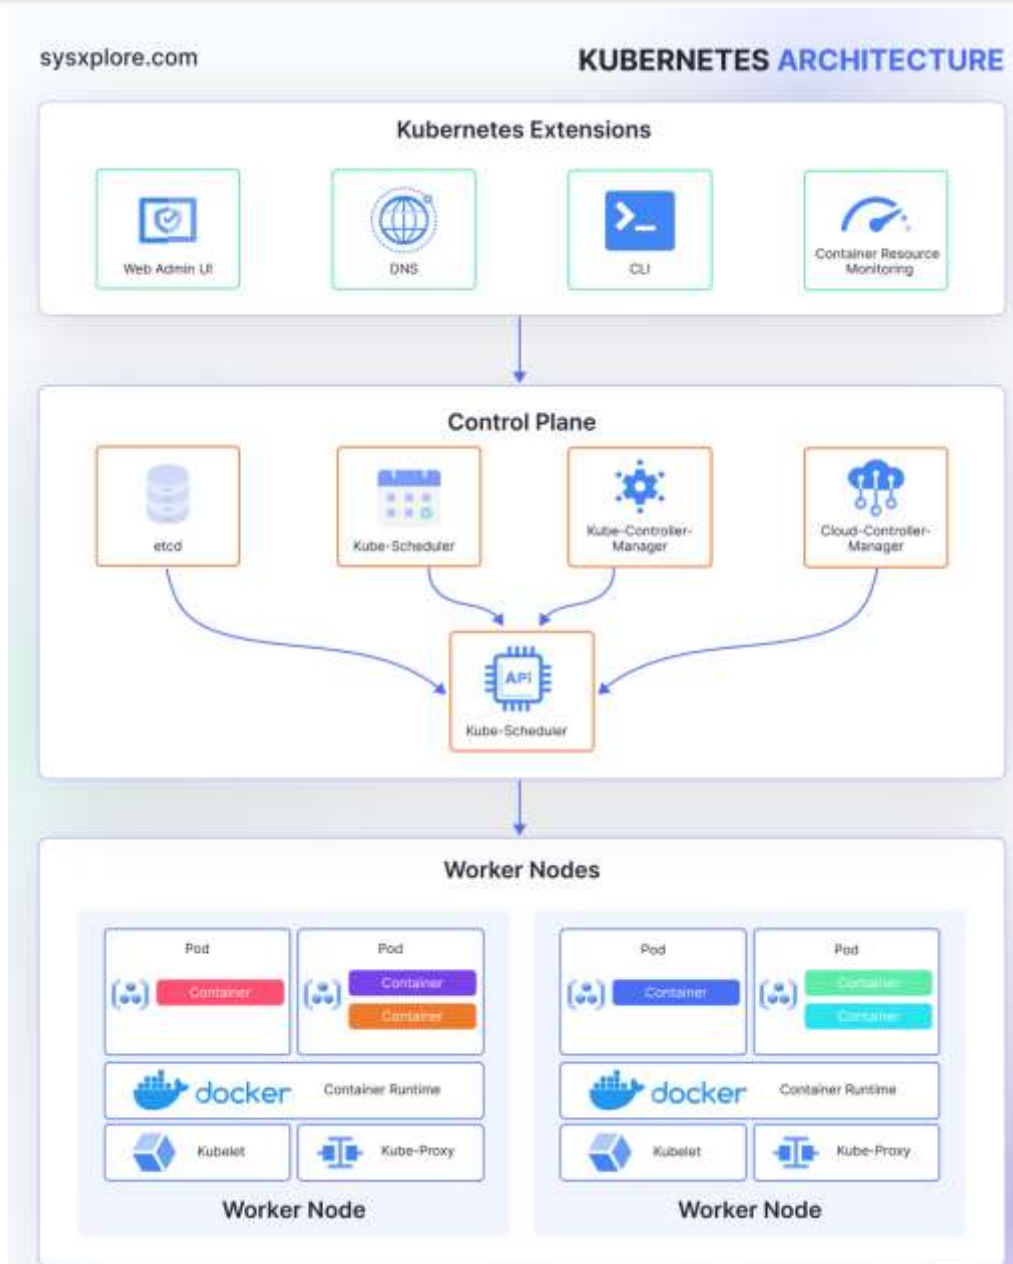 sysxplore.com
KUBERNETES ARCHITECTURE
Kubernetes Extensions
Web Admin UI
DNS
CLI
Container Resource
Monitoring
Control Plane
etcd
Kube-Scheduler
Kube-Controller-
Manager
Cloud-Controller-
Manager
API
Kube-Scheduler
Worker Nodes
Pod
Container
Pod
Container
Container
docker Container Runtime
Kubelet
Kube-Proxy
Worker Node
Pod
Container
Pod
Container
Container
docker Container Runtime
Kubelet
Kube-Proxy
Worker Node